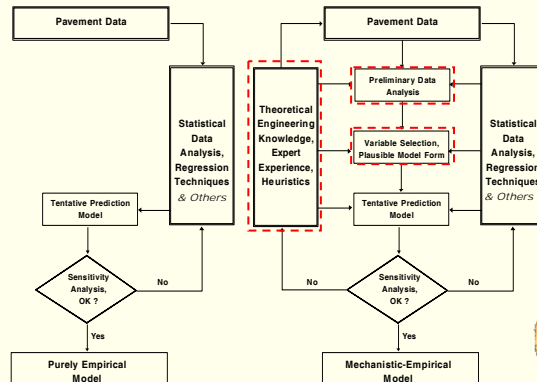 Pavement Data
Statistical
Data
Analysis,
Regression
Techniques
& Others
Tentative Prediction
Model
Sensitivity
Analysis,
OK ?
No
Yes
Purely Empirical
Model
Pavement Data
Theoretical
Engineering
Knowledge,
Expert
Experience,
Heuristics
Preliminary Data
Analysis
Variable Selection,
Plausible Model Form
Statistical
Data
Analysis,
Regression
Techniques
& Others
Tentative Prediction
Model
No
Sensitivity
Analysis,
OK ?
No
Yes
Mechanistic-Empirical
Model